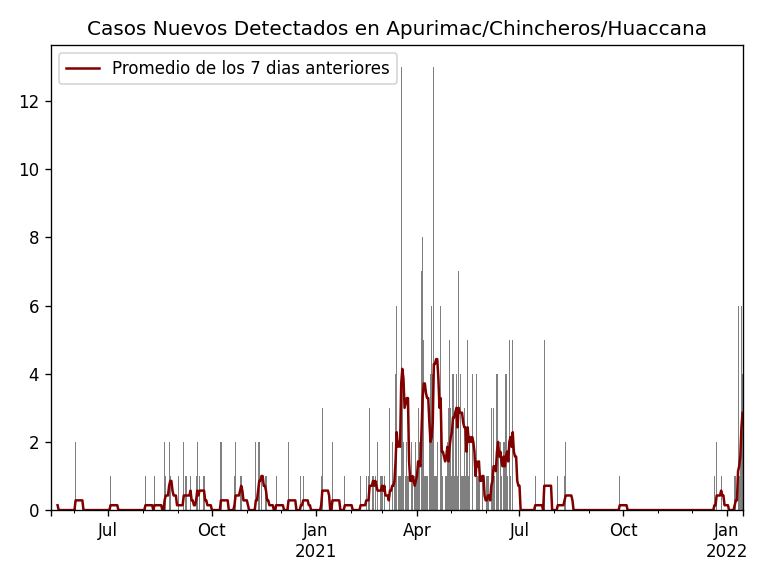 Casos Nuevos Detectados en Apurimac/Chincheros/Huaccana
Promedio de los 7 dias anteriores
12
10
8
6
4
2
0
Jul Oct Jan Apr Jul Oct Jan
2021 2022